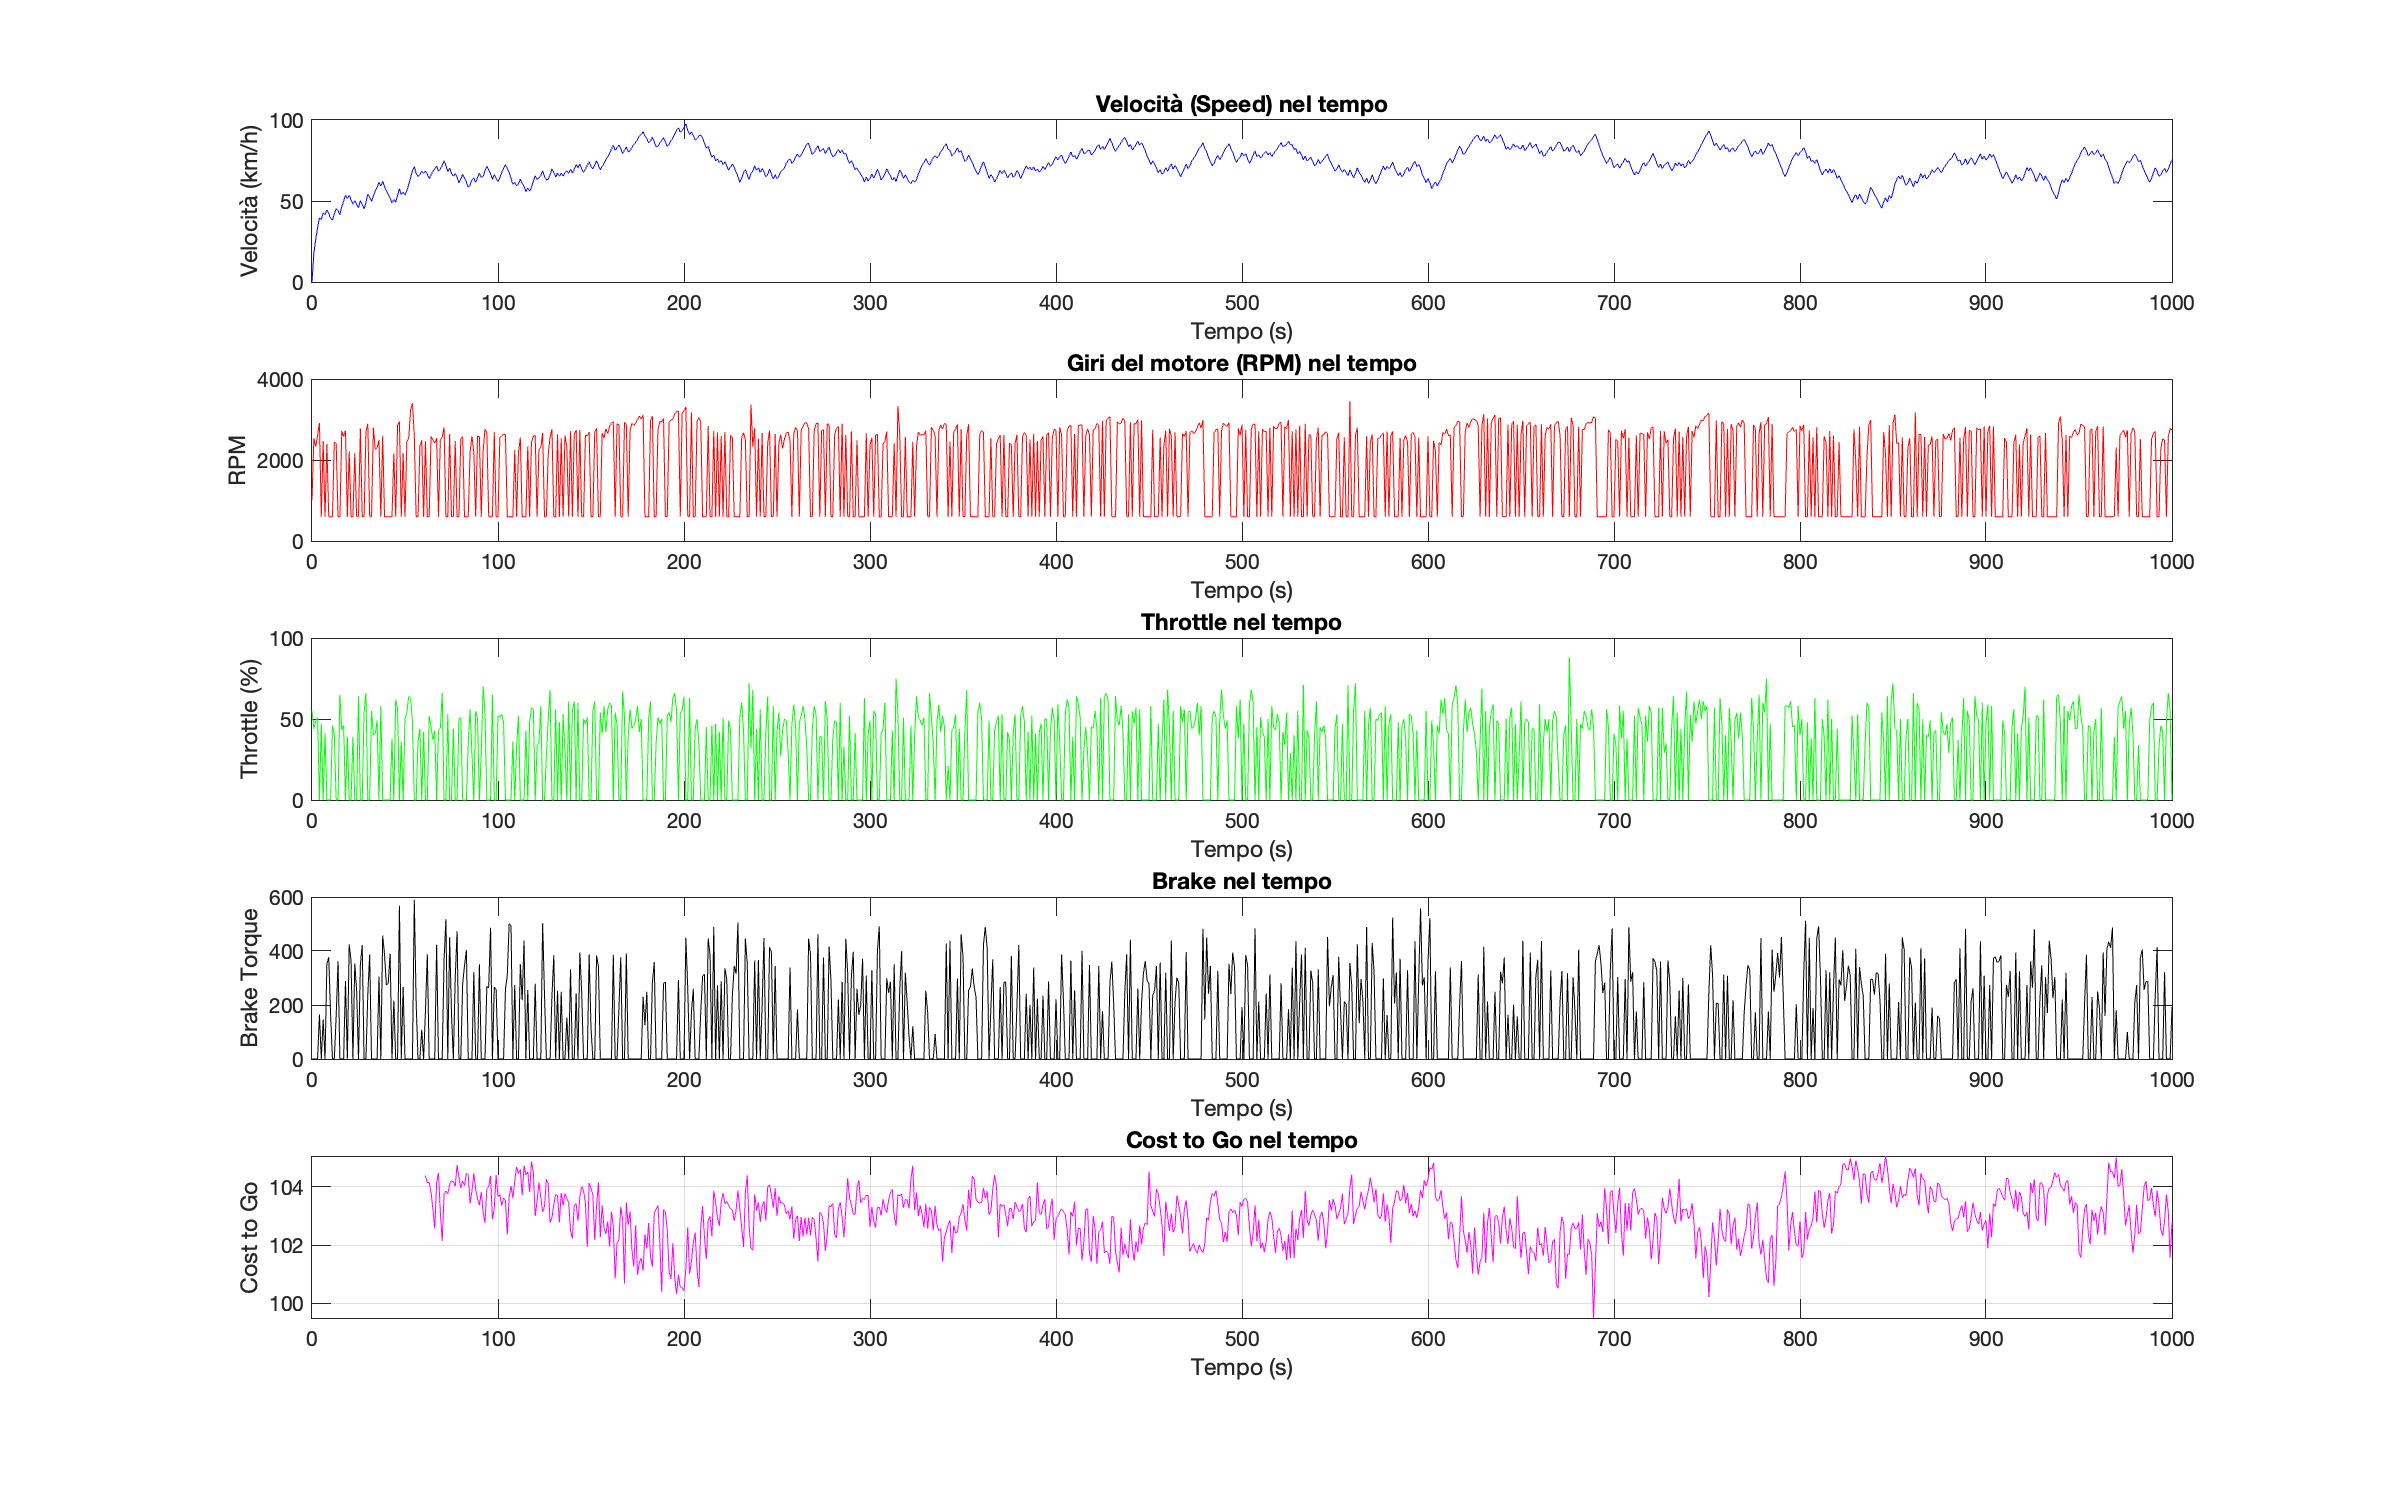 Velocità (Speed) nel tempo
Velocità (km/h)
100
50
0
0 100 200 300 400 500 600 700 800 900 1000
Tempo (s)
Giri del motore (RPM) nel tempo
RPM
4000
2000
0
0 100 200 300 400 500 600 700 800 900 1000
Tempo (s)
Throttle nel tempo
Throttle (%)
100
50
0
0 100 200 300 400 500 600 700 800 900 1000
Tempo (s)
Brake nel tempo
Brake Torque
600
400
200
0
0 100 200 300 400 500 600 700 800 900 1000
Tempo (s)
Cost to Go nel tempo
Cost to Go
104
102
100
0 100 200 300 400 500 600 700 800 900 1000
Tempo (s)